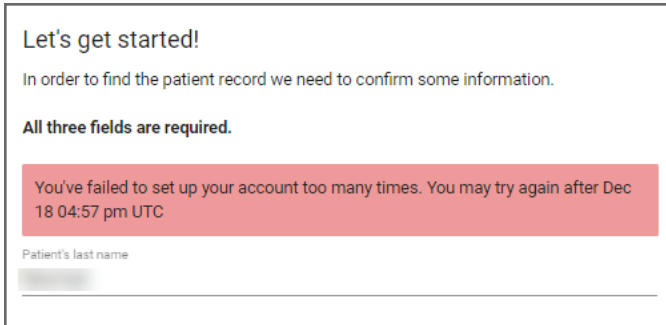 Let's get started!
In order to find the patient record we need to confirm some information.
All three fields are required.
You've failed to set up your account too many times. You may try again after Dec
18 04:57 pm UTC
Patient's last name